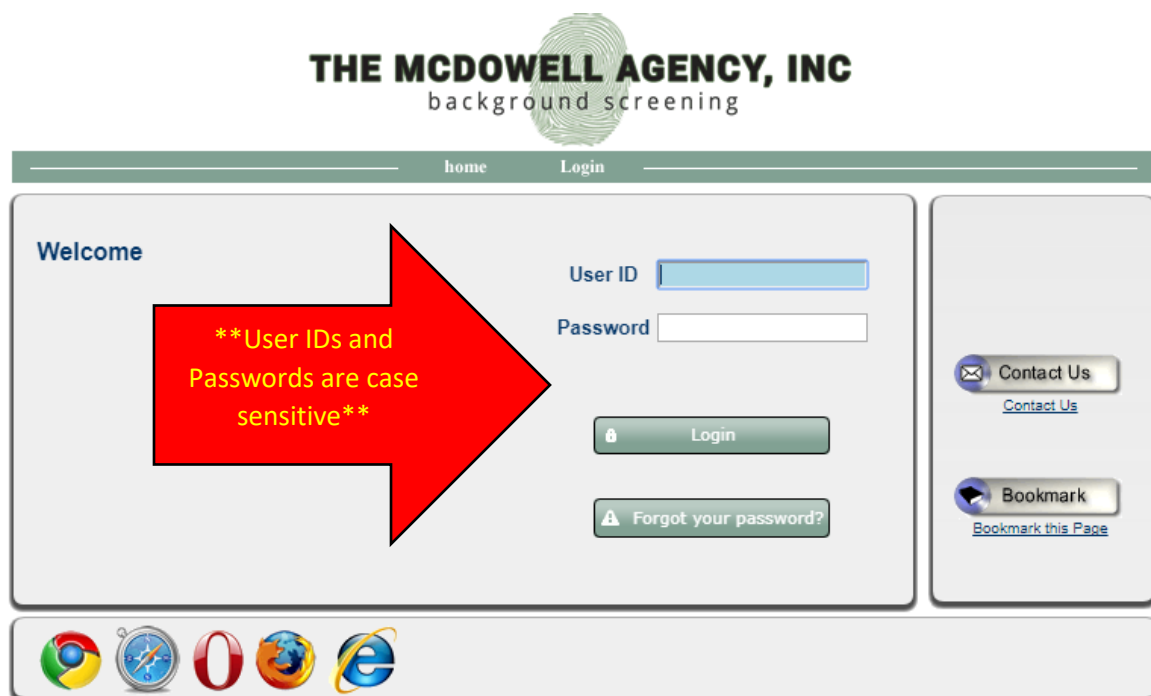 THE MCDOWELL AGENCY, INC
background screening
home Login
Welcome
User ID
Password
**User IDs and
Passwords are case
sensitive**
Login
Forgot your password?
Contact Us
Contact Us
Bookmark
Bookmark this Page